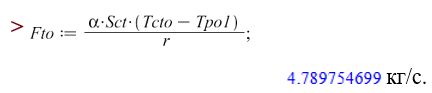 > Fto := α·Sct·(Tcto − Tpo1) / r;
4.789754699 кг/с.